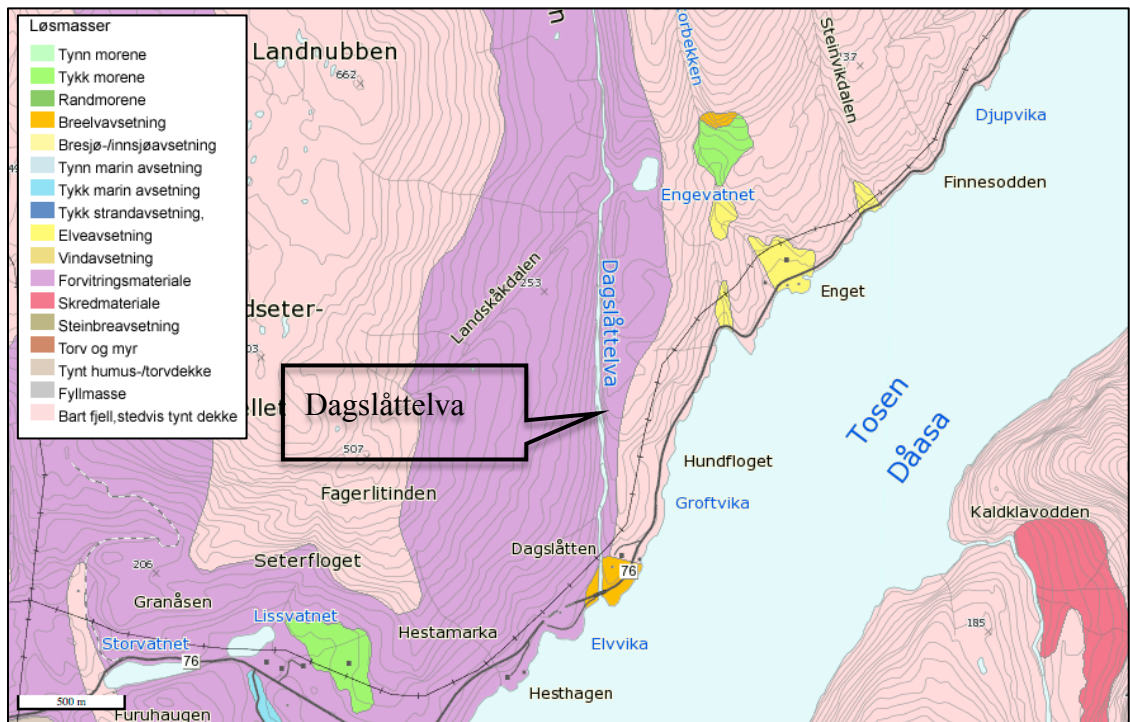 Løsmasser
Tynn morene
Tykk morene
Randmorene
Breelvavsetning
Bresjø-/innsjøavsetning
Tynn marin avsetning
Tykk marin avsetning
Tykk strandavsetning,
Elveavsetning
Vindavsetning
Forvitringsmateriale
Skredmateriale
Steinbreavsetning
Torv og myr
Tynt humus-/torvdekke
Fyllmasse
Bart fjell,stedvis tynt dekke
500 m
Landnubben
662
Steinvikdalen
Djupvika
Finnesodden
Engevatnet
Enget
Landskåkdalen
253
Dagslåttelva
Dagslåttelva
dseter-
507
Fagerlitinden
Hundfloget
Groftvika
Tosen
Dåasa
Kaldklavodden
185
Dagslåtten
76
Seterfloget
206
Granåsen
Lissvatnet
Storvatnet
76
Hestamarka
Elvvika
Hesthagen
Furuhaugen